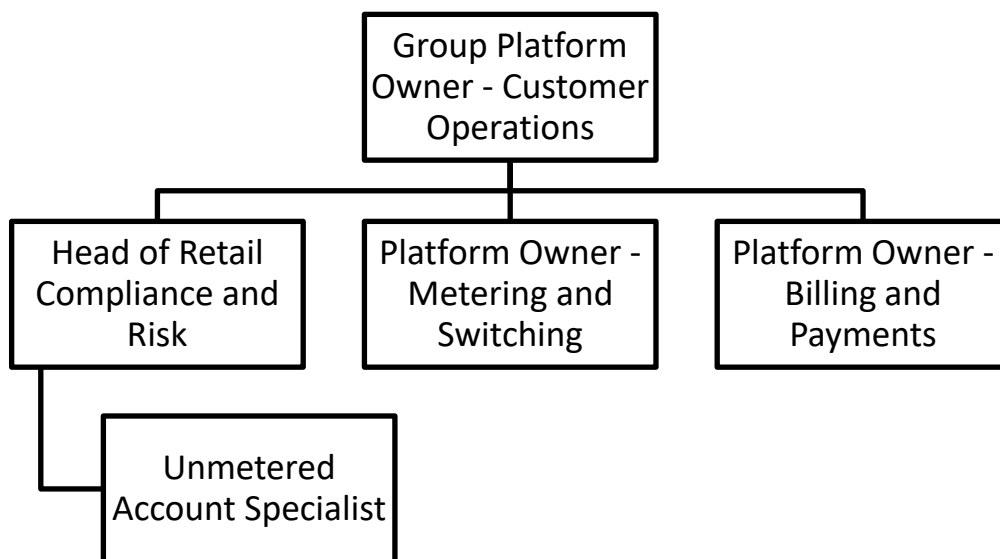 Group Platform
Owner - Customer
Operations
Head of Retail
Compliance and
Risk
Platform Owner -
Metering and
Switching
Platform Owner -
Billing and
Payments
Unmetered
Account Specialist